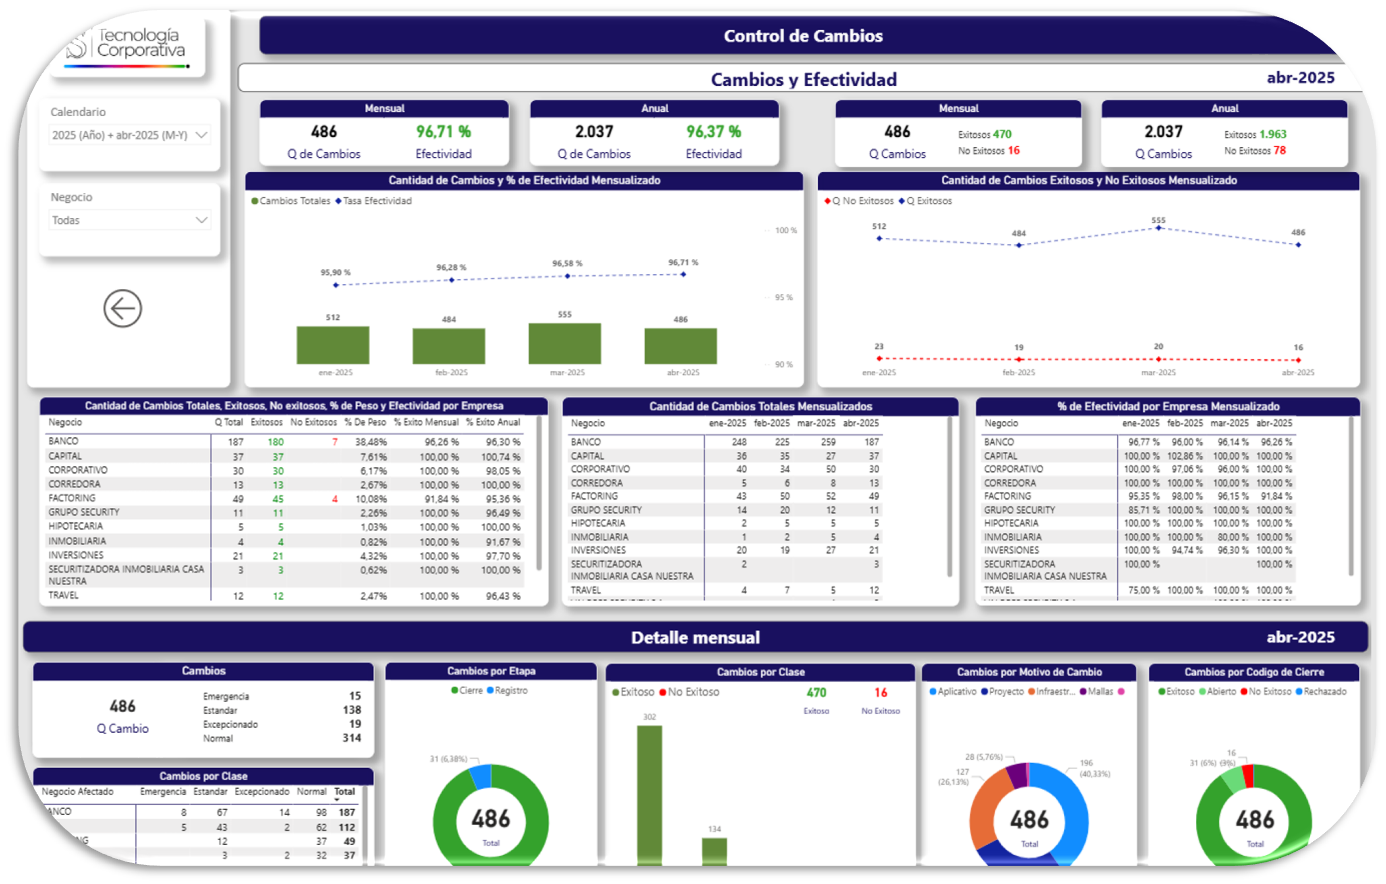 Tecnología
Corporativa
Control de Cambios
Cambios y Efectividad
abr-2025
Calendario
2025 (Año) + abr-2025 (M-Y)
Negocio
Todas
Mensual
486
96,71 %
Q de Cambios
Efectividad
Anual
2.037
96,37 %
Q de Cambios
Efectividad
Mensual
486
Exitosos 470
Q Cambios
No Exitosos 16
Anual
2.037
Exitosos 1.963
Q Cambios
No Exitosos 78
Cantidad de Cambios y % de Efectividad Mensualizado
Cambios Totales Tasa Efectividad
100 %
95 %
90 %
95,90 % 96,28 % 96,58 % 96,71 %
512 484 555 486
ene-2025 feb-2025 mar-2025 abr-2025
Cantidad de Cambios Exitosos y No Exitosos Mensualizado
Q No Exitosos Q Exitosos
512 484 555 486
23 19 20 16
ene-2025 feb-2025 mar-2025 abr-2025
Cantidad de Cambios Totales, Exitosos, No exitosos, % de Peso y Efectividad por Empresa
Negocio Q Total Exitosos No Exitosos % De Peso % Exito Mensual % Exito Anual
BANCO 187 180 7 38,48% 96,26 % 96,30 %
CAPITAL 37 37 7,61% 100,00 % 100,74 %
CORPORATIVO 30 30 6,17% 100,00 % 98,05 %
CORREDORA 13 13 2,67% 100,00 % 100,00 %
FACTORING 49 45 4 10,08% 91,84 % 95,36 %
GRUPO SECURITY 11 11 2,26% 100,00 % 96,49 %
HIPOTECARIA 5 5 1,03% 100,00 % 100,00 %
INMOBILIARIA 4 4 0,82% 100,00 % 91,67 %
INVERSIONES 21 21 4,32% 100,00 % 97,70 %
SECURITIZADORA INMOBILIARIA CASA 3 3 0,62% 100,00 % 100,00 %
NUESTRA
TRAVEL 12 12 2,47% 100,00 % 96,43 %
Cantidad de Cambios Totales Mensualizados
Negocio ene-2025 feb-2025 mar-2025 abr-2025
BANCO 248 225 259 187
CAPITAL 36 35 27 37
CORPORATIVO 40 34 50 30
CORREDORA 5 6 8 13
FACTORING 43 50 52 49
GRUPO SECURITY 14 20 12 11
HIPOTECARIA 2 5 5 5
INMOBILIARIA 1 2 5 4
INVERSIONES 20 19 27 21
SECURITIZADORA 2 3
INMOBILIARIA CASA NUESTRA
TRAVEL 4 7 5 12
% de Efectividad por Empresa Mensualizado
Negocio ene-2025 feb-2025 mar-2025 abr-2025
BANCO 96,77 % 96,00 % 96,14 % 96,26 %
CAPITAL 100,00 % 102,86 % 100,00 % 100,00 %
CORPORATIVO 100,00 % 97,06 % 96,00 % 100,00 %
CORREDORA 100,00 % 100,00 % 100,00 % 100,00 %
FACTORING 95,35 % 98,00 % 96,15 % 91,84 %
GRUPO SECURITY 85,71 % 100,00 % 100,00 % 100,00 %
HIPOTECARIA 100,00 % 100,00 % 100,00 % 100,00 %
INMOBILIARIA 100,00 % 100,00 % 80,00 % 100,00 %
INVERSIONES 100,00 % 94,74 % 96,30 % 100,00 %
SECURITIZADORA 100,00 % 100,00 %
INMOBILIARIA CASA NUESTRA
TRAVEL 75,00 % 100,00 % 100,00 % 100,00 %
Detalle mensual
abr-2025
Cambios
486
Q Cambio
Emergencia 15
Estandar 138
Excepcionado 19
Normal 314
Cambios por Clase
Negocio Afectado Emergencia Estandar Excepcionado Normal Total
ANCO 8 67 14 98 187
5 43 2 62 112
NG 12 37 49
3 2 32 37
Cambios por Etapa
Cierre Registro
31 (6,38%)
486
Total
Cambios por Clase
Exitoso No Exitoso
470
Exitoso
16
No Exitoso
302
134
Cambios por Motivo de Cambio
Aplicativo Proyecto Infraestr... Mallas
28 (5,76%)
127
(26,13%)
196
(40,33%)
486
Total
Cambios por Codigo de Cierre
Exitoso Abierto No Exitoso Rechazado
16
(3%)
31 (6%)
486
Total